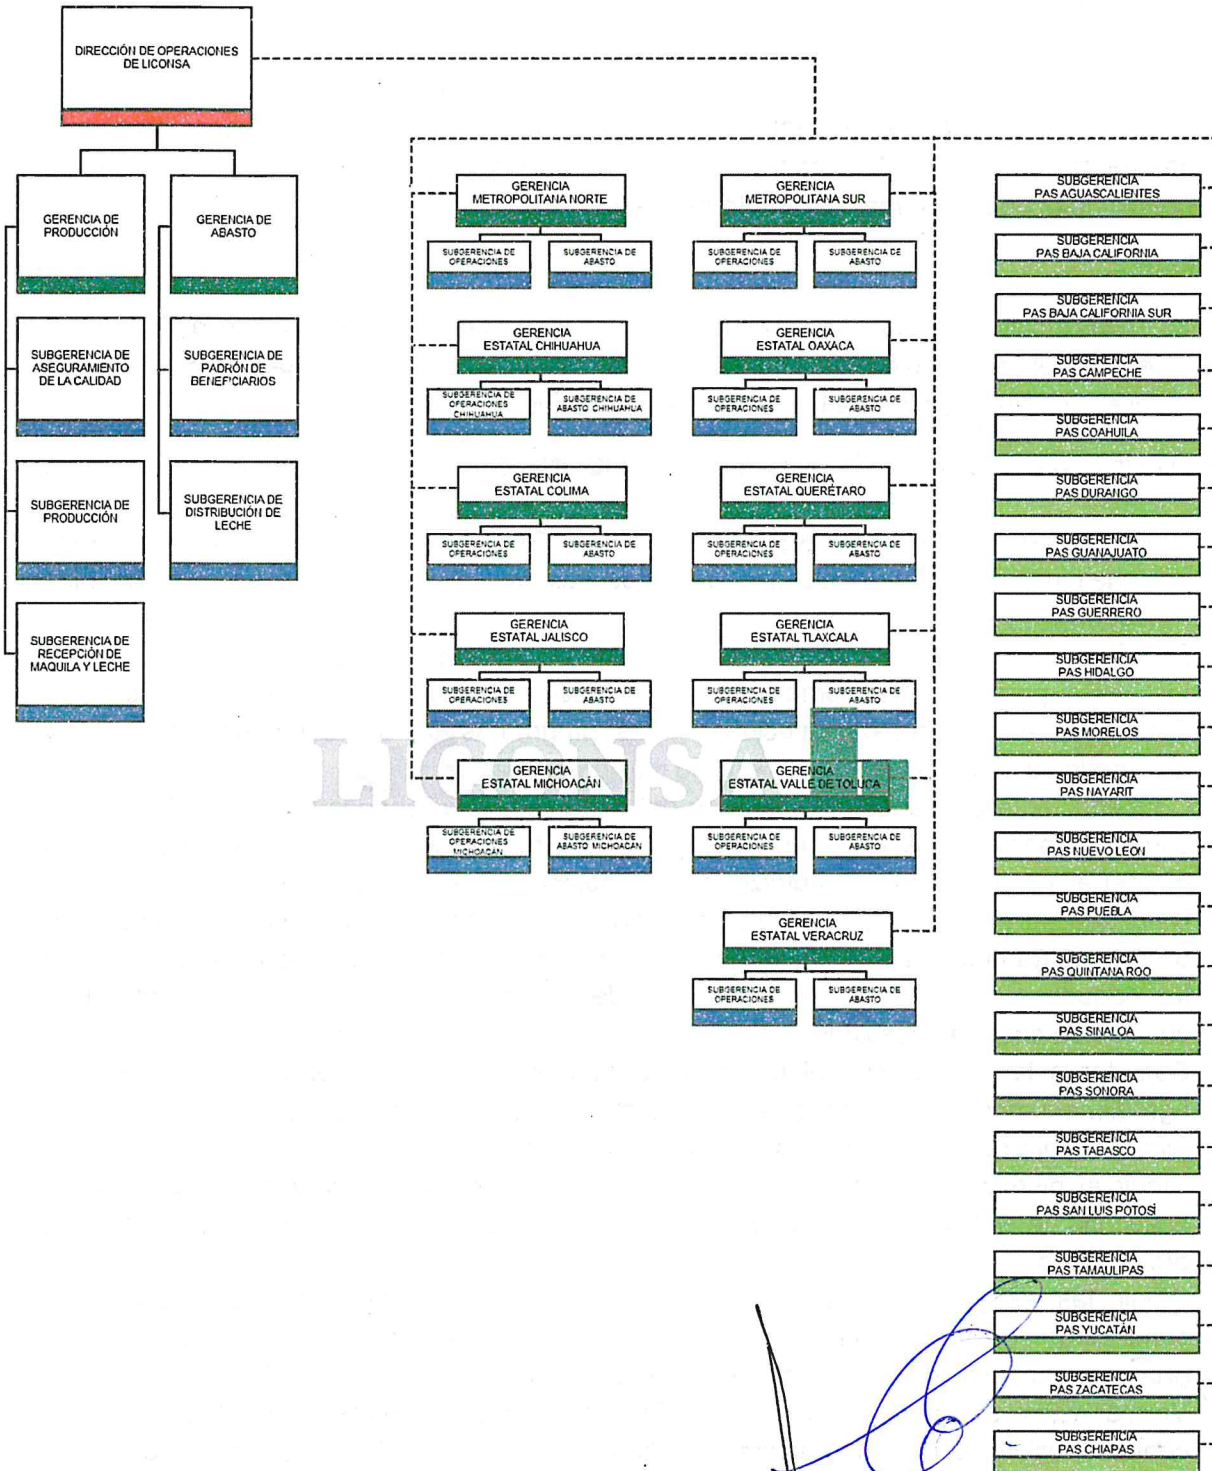 DIRECCIÓN DE OPERACIONES
DE LICONSA
GERENCIA DE
PRODUCCIÓN
GERENCIA DE
ABASTO
SUBGERENCIA DE
ASEGURAMIENTO
DE LA CALIDAD
SUBGERENCIA DE
PADRÓN DE
BENEFICIARIOS
SUBGERENCIA DE
PRODUCCIÓN
SUBGERENCIA DE
DISTRIBUCIÓN DE
LECHE
SUBGERENCIA DE
RECEPCIÓN DE
MAQUILA Y LECHE
GERENCIA
METROPOLITANA NORTE
SUBGERENCIA DE
OPERACIONES
SUBGERENCIA DE
ABASTO
GERENCIA
ESTATAL CHIHUAHUA
SUBGERENCIA DE
OPERACIONES
CHIHUAHUA
SUBGERENCIA DE
ABASTO CHIHUAHUA
GERENCIA
ESTATAL COLIMA
SUBGERENCIA DE
OPERACIONES
SUBGERENCIA DE
ABASTO
GERENCIA
ESTATAL JALISCO
SUBGERENCIA DE
OPERACIONES
SUBGERENCIA DE
ABASTO
GERENCIA
ESTATAL MICHOACÁN
SUBGERENCIA DE
OPERACIONES
MICHOACÁN
SUBGERENCIA DE
ABASTO MICHOACÁN
GERENCIA
METROPOLITANA SUR
SUBGERENCIA DE
OPERACIONES
SUBGERENCIA DE
ABASTO
GERENCIA
ESTATAL OAXACA
SUBGERENCIA DE
OPERACIONES
SUBGERENCIA DE
ABASTO
GERENCIA
ESTATAL QUERÉTARO
SUBGERENCIA DE
OPERACIONES
SUBGERENCIA DE
ABASTO
GERENCIA
ESTATAL TLAXCALA
SUBGERENCIA DE
OPERACIONES
SUBGERENCIA DE
ABASTO
GERENCIA
ESTATAL VALLE DE TOLUCA
SUBGERENCIA DE
OPERACIONES
SUBGERENCIA DE
ABASTO
GERENCIA
ESTATAL VERACRUZ
SUBGERENCIA DE
OPERACIONES
SUBGERENCIA DE
ABASTO
LICONSA
SUBGERENCIA
PAS AGUASCALIENTES
SUBGERENCIA
PAS BAJA CALIFORNIA
SUBGERENCIA
PAS BAJA CALIFORNIA SUR
SUBGERENCIA
PAS CAMPECHE
SUBGERENCIA
PAS COAHUILA
SUBGERENCIA
PAS DURANGO
SUBGERENCIA
PAS GUANAJUATO
SUBGERENCIA
PAS GUERRERO
SUBGERENCIA
PAS HIDALGO
SUBGERENCIA
PAS MORELOS
SUBGERENCIA
PAS NAYARIT
SUBGERENCIA
PAS NUEVO LEON
SUBGERENCIA
PAS PUEBLA
SUBGERENCIA
PAS QUINTANA ROO
SUBGERENCIA
PAS SINALOA
SUBGERENCIA
PAS SONORA
SUBGERENCIA
PAS TABASCO
SUBGERENCIA
PAS SAN LUIS POTOSÍ
SUBGERENCIA
PAS TAMAULIPAS
SUBGERENCIA
PAS YUCATÁN
SUBGERENCIA
PAS ZACATECAS
SUBGERENCIA
PAS CHIAPAS